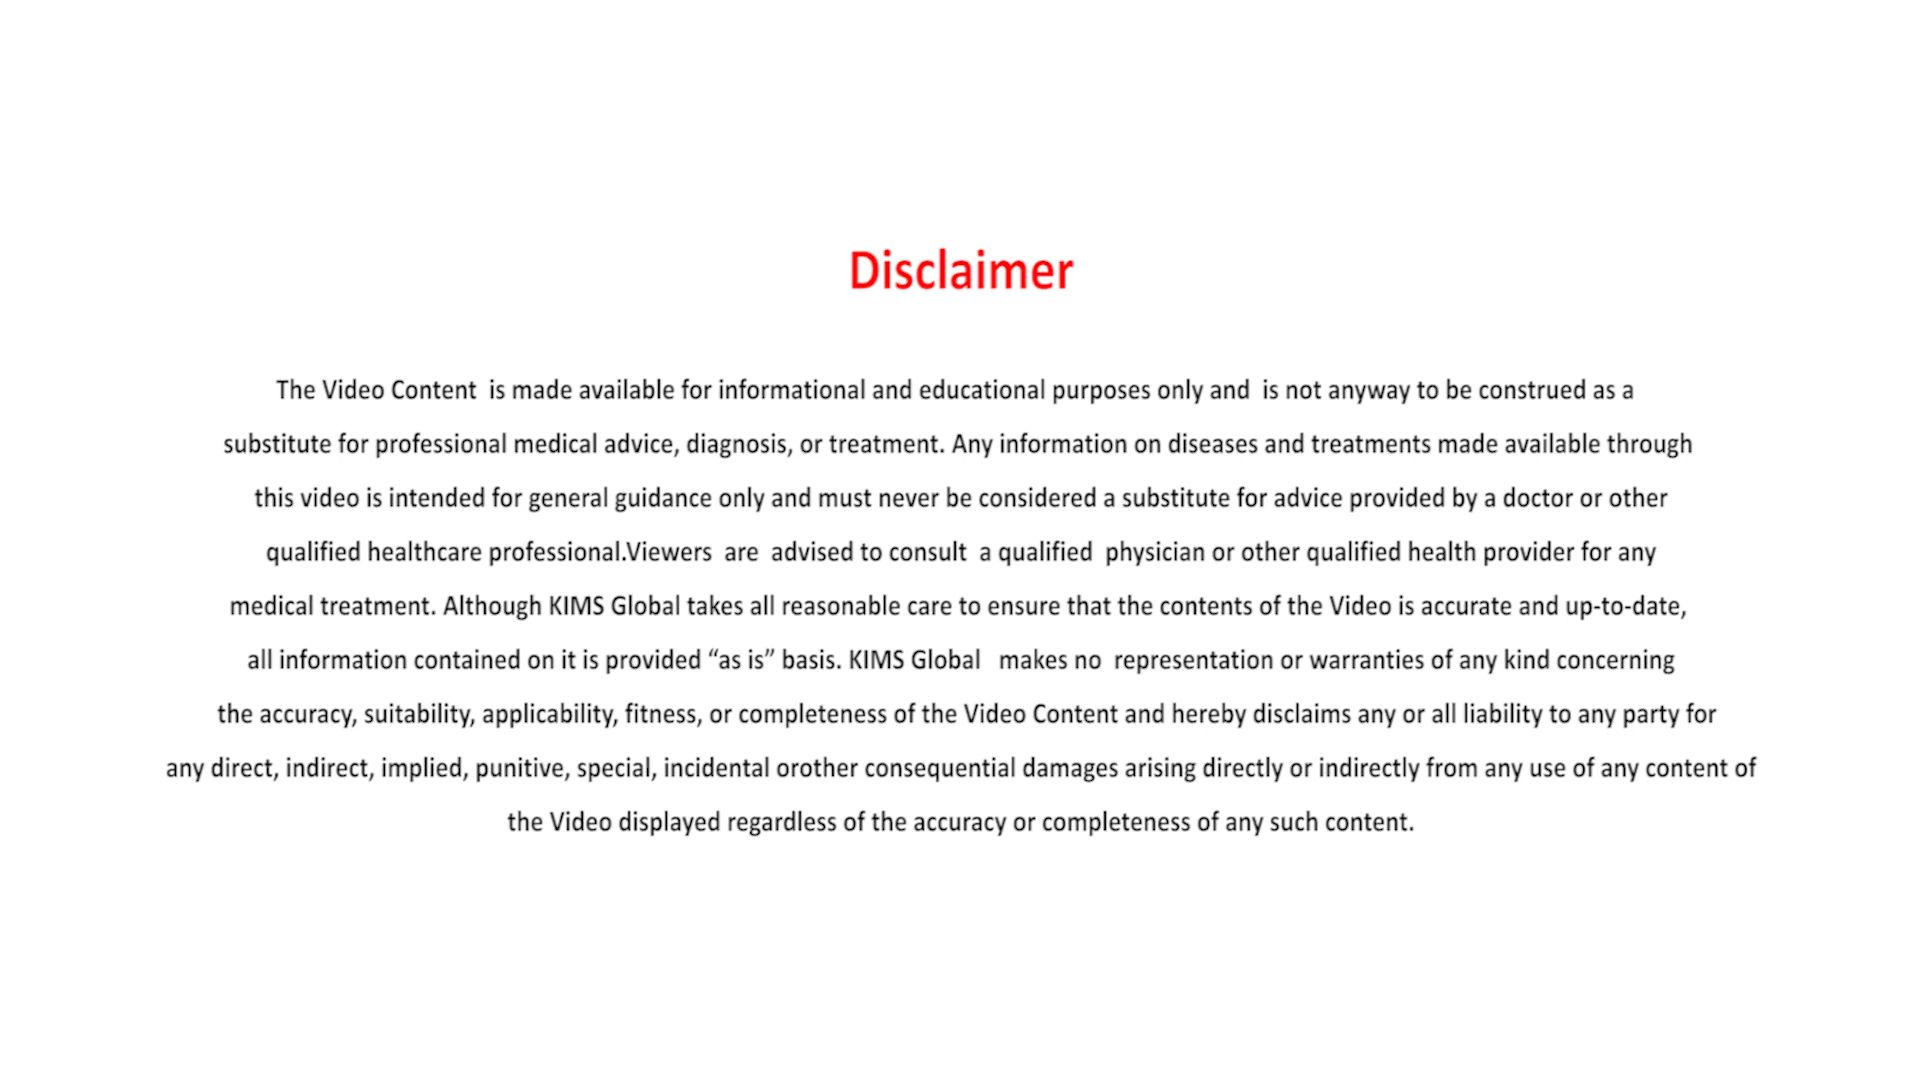 Disclaimer
The Video Content  is made available for informational and educational purposes only and  is not anyway to be construed as a
substitute for professional medical advice, diagnosis, or treatment. Any information on diseases and treatments made available through
this video is intended for general guidance only and must never be considered a substitute for advice provided by a doctor or other
qualified healthcare professional.Viewers  are  advised to consult  a qualified  physician or other qualified health provider for any
medical treatment. Although KIMS Global takes all reasonable care to ensure that the contents of the Video is accurate and up-to-date,
all information contained on it is provided “as is” basis. KIMS Global   makes no  representation or warranties of any kind concerning
the accuracy, suitability, applicability, fitness, or completeness of the Video Content and hereby disclaims any or all liability to any party for
any direct, indirect, implied, punitive, special, incidental orother consequential damages arising directly or indirectly from any use of any content of
the Video displayed regardless of the accuracy or completeness of any such content.